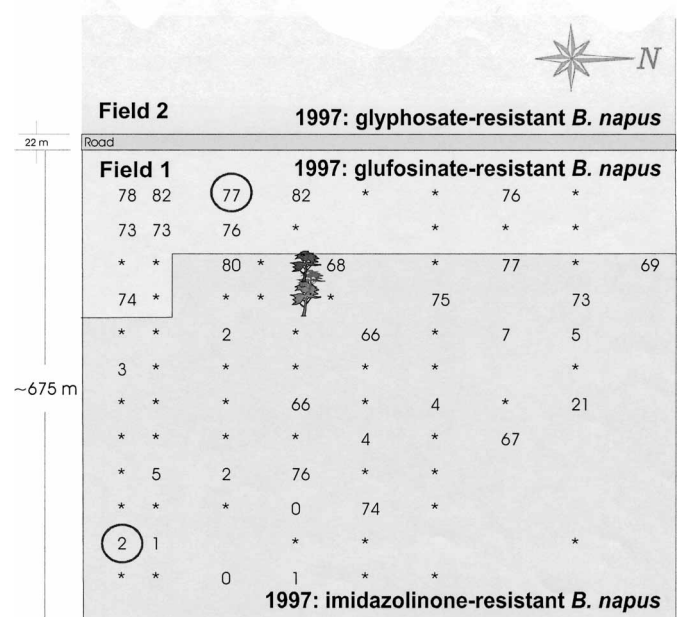 N
Field 2
1997: glyphosate-resistant B. napus
22 m
Road
Field 1
1997: glufosinate-resistant B. napus
78 82 77 82 * * 76 *
73 73 76 * * * *
* * 80 * 68 * 77 * 69
74 * * * * 75 73
* * 2 * 66 * 7 5
3 * * * * * *
~675 m
* * * 66 * 4 * 21
* * * * 4 * 67
* 5 2 76 * *
* * * 0 74 *
2 1 * * *
* * 0 1 * *
1997: imidazolinone-resistant B. napus